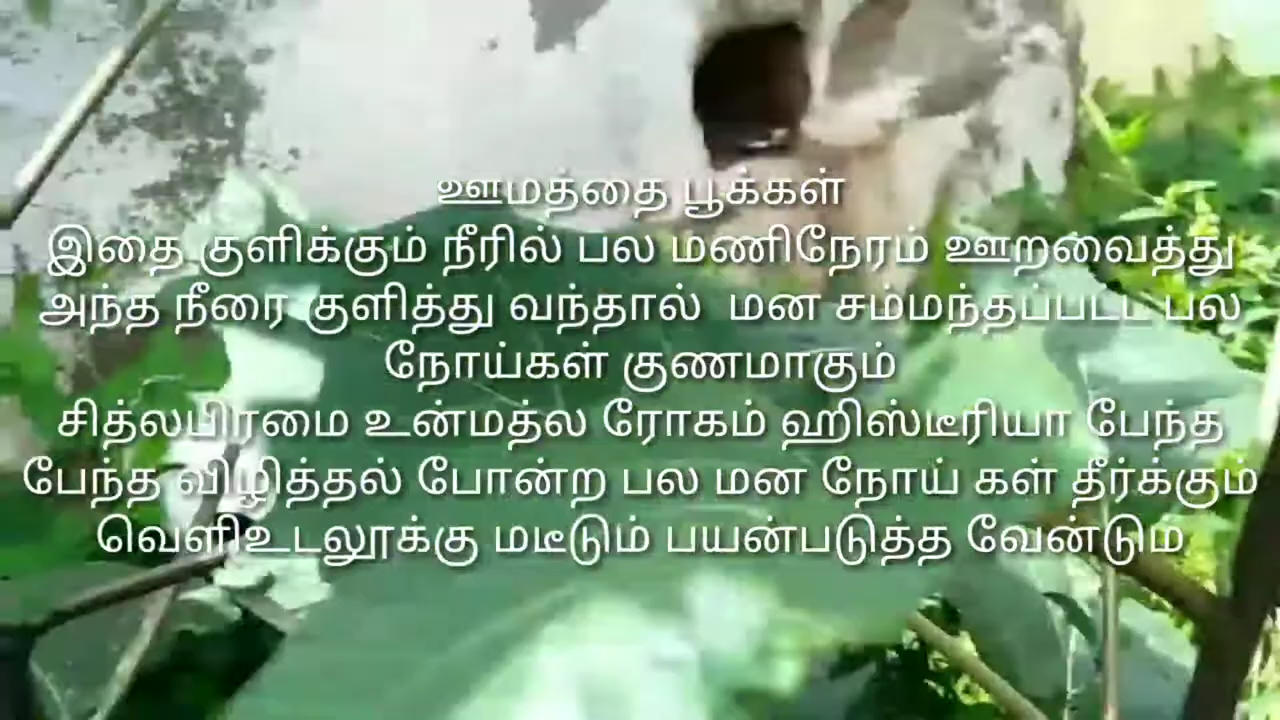 ஊமத்தை பூக்கள்
இதை குளிக்கும் நீரில் பல மணிநேரம் ஊறவைத்து
அந்த நீரை குளித்து வந்தால் மன சம்மந்தப்பட்ட பல
நோய்கள் குணமாகும்
சித்லபிரமை உன்மத்ல ரோகம் ஹிஸ்டீரியா பேந்த
பேந்த விழித்தல் போன்ற பல மன நோய் கள் தீர்க்கும்
வெளிஉடலூக்கு மடீடும் பயன்படுத்த வேன்டும்